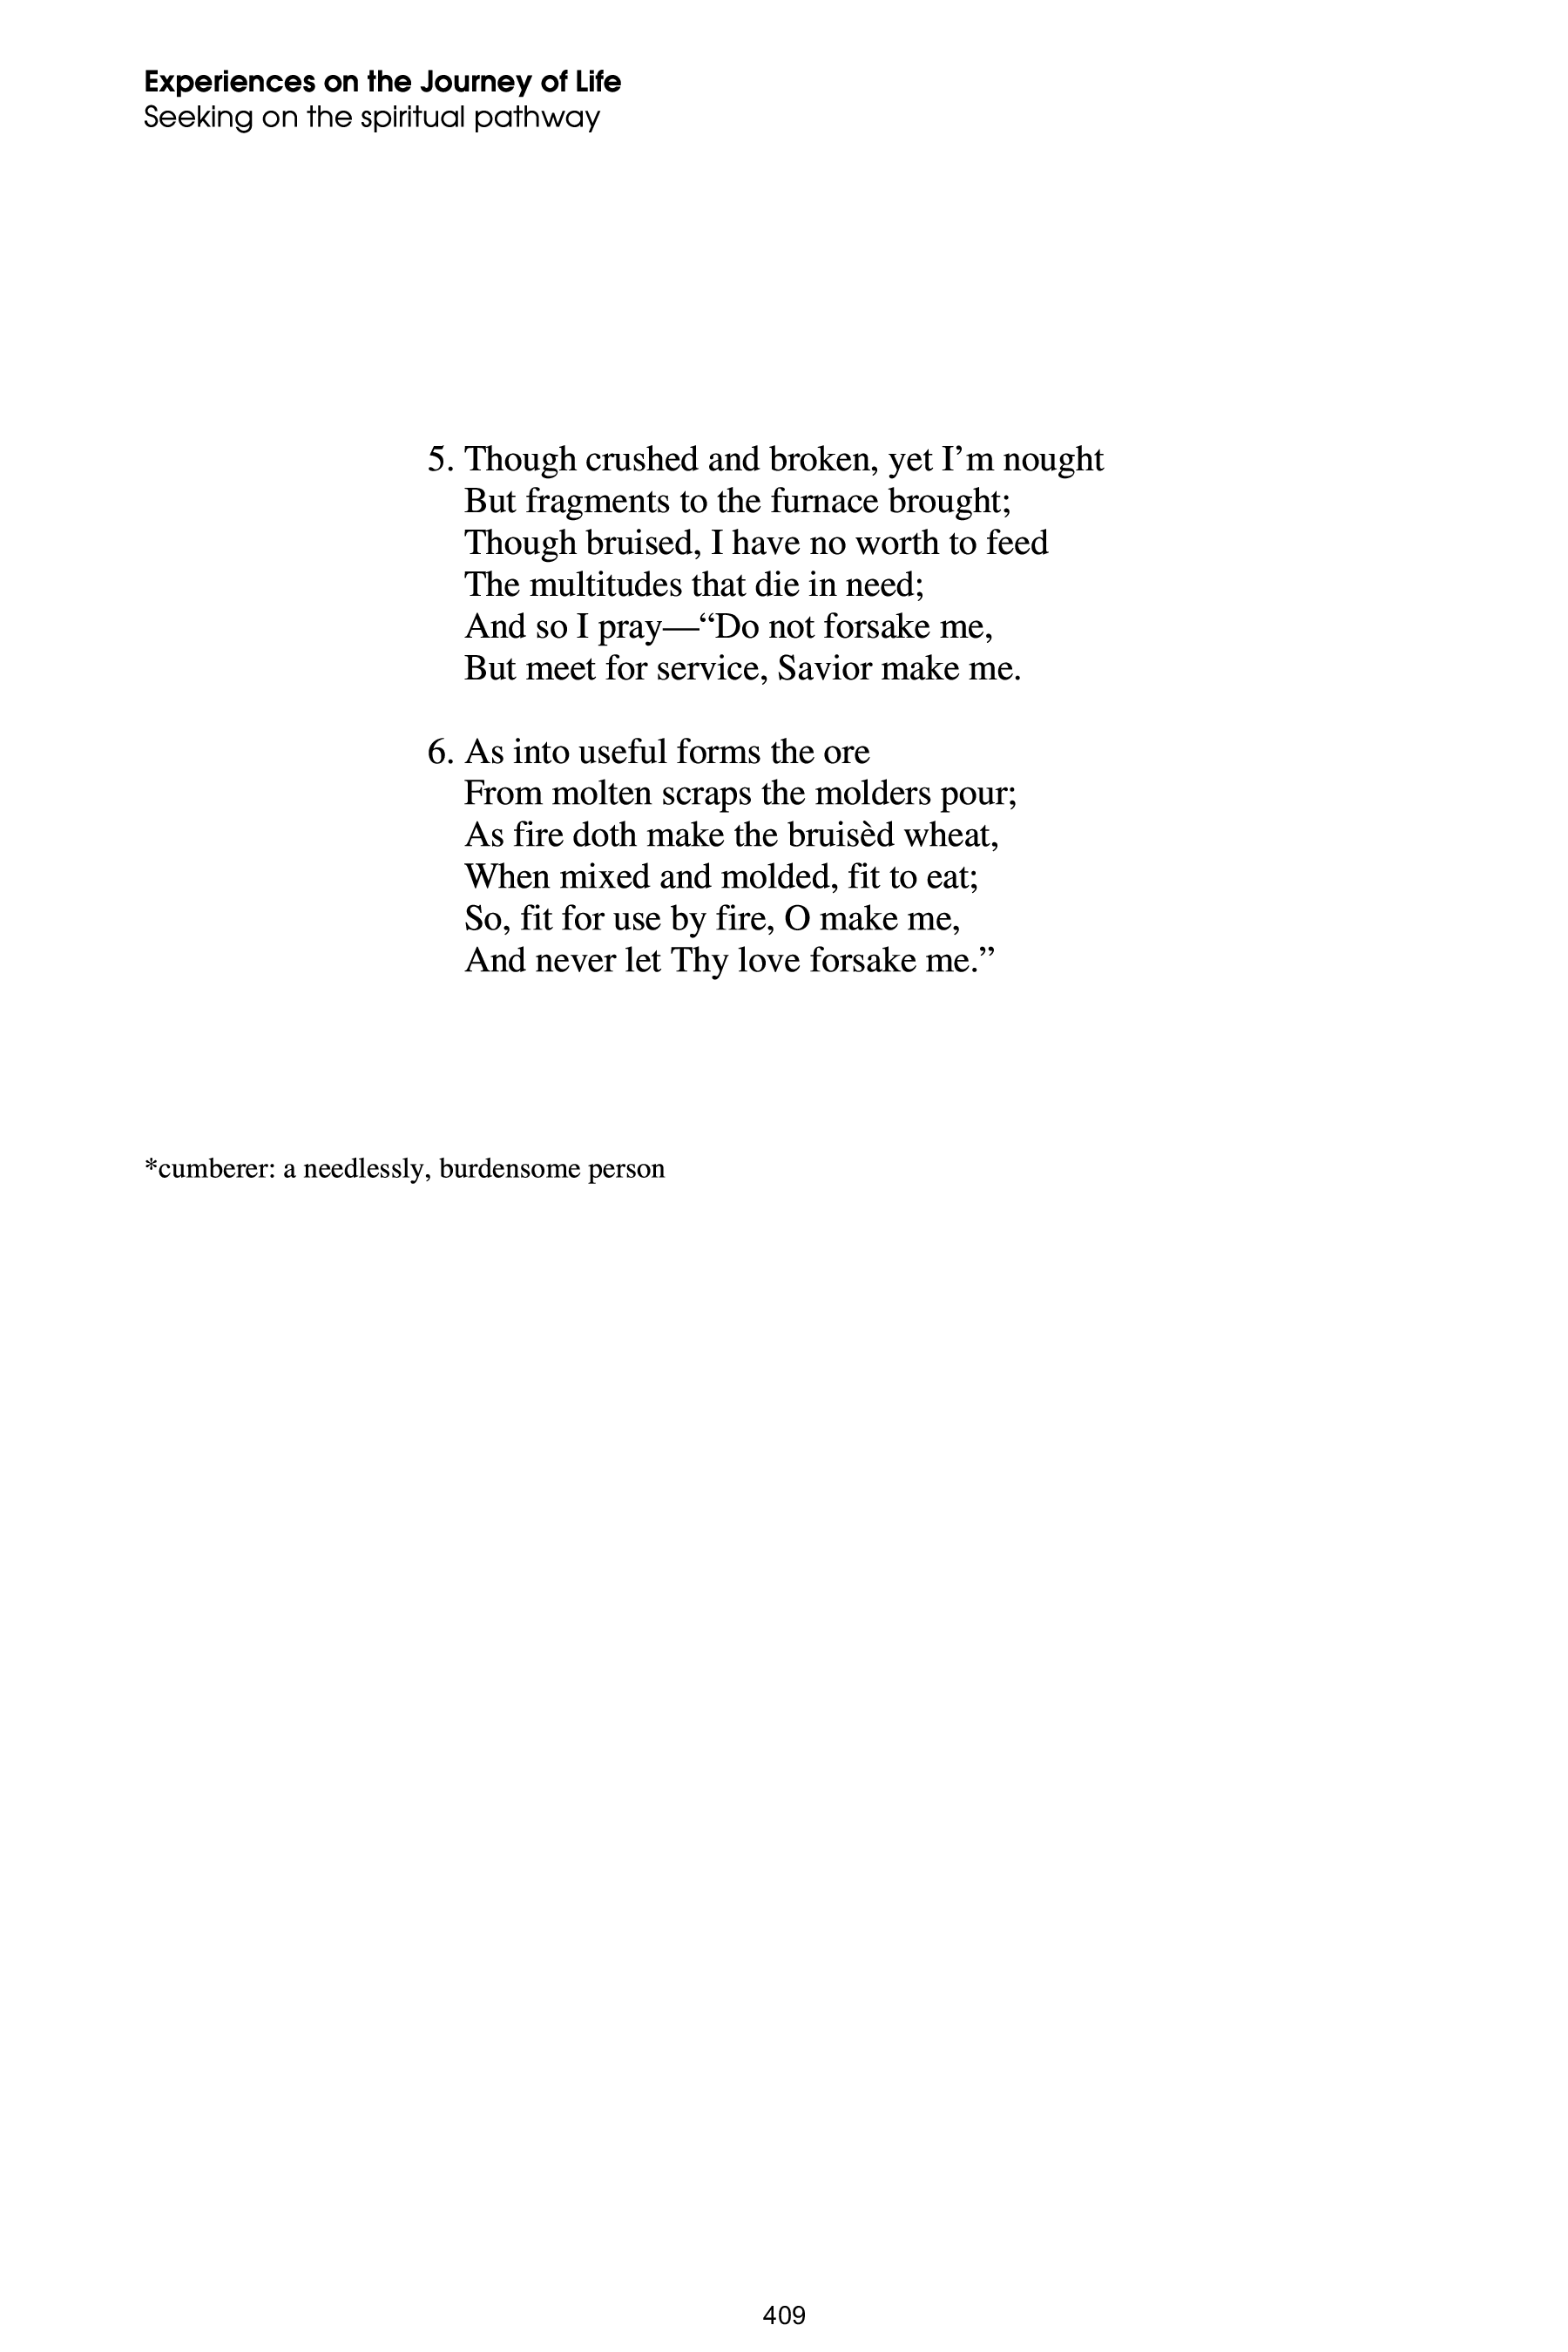 Experiences on the Journey of Life
Seeking on the spiritual pathway
5. Though crushed and broken, yet I’m nought
But fragments to the furnace brought;
Though bruised, I have no worth to feed
The multitudes that die in need;
And so I pray—“Do not forsake me,
But meet for service, Savior make me.
6. As into useful forms the ore
From molten scraps the molders pour;
As fire doth make the bruisèd wheat,
When mixed and molded, fit to eat;
So, fit for use by fire, O make me,
And never let Thy love forsake me.”
*cumberer: a needlessly, burdensome person
409